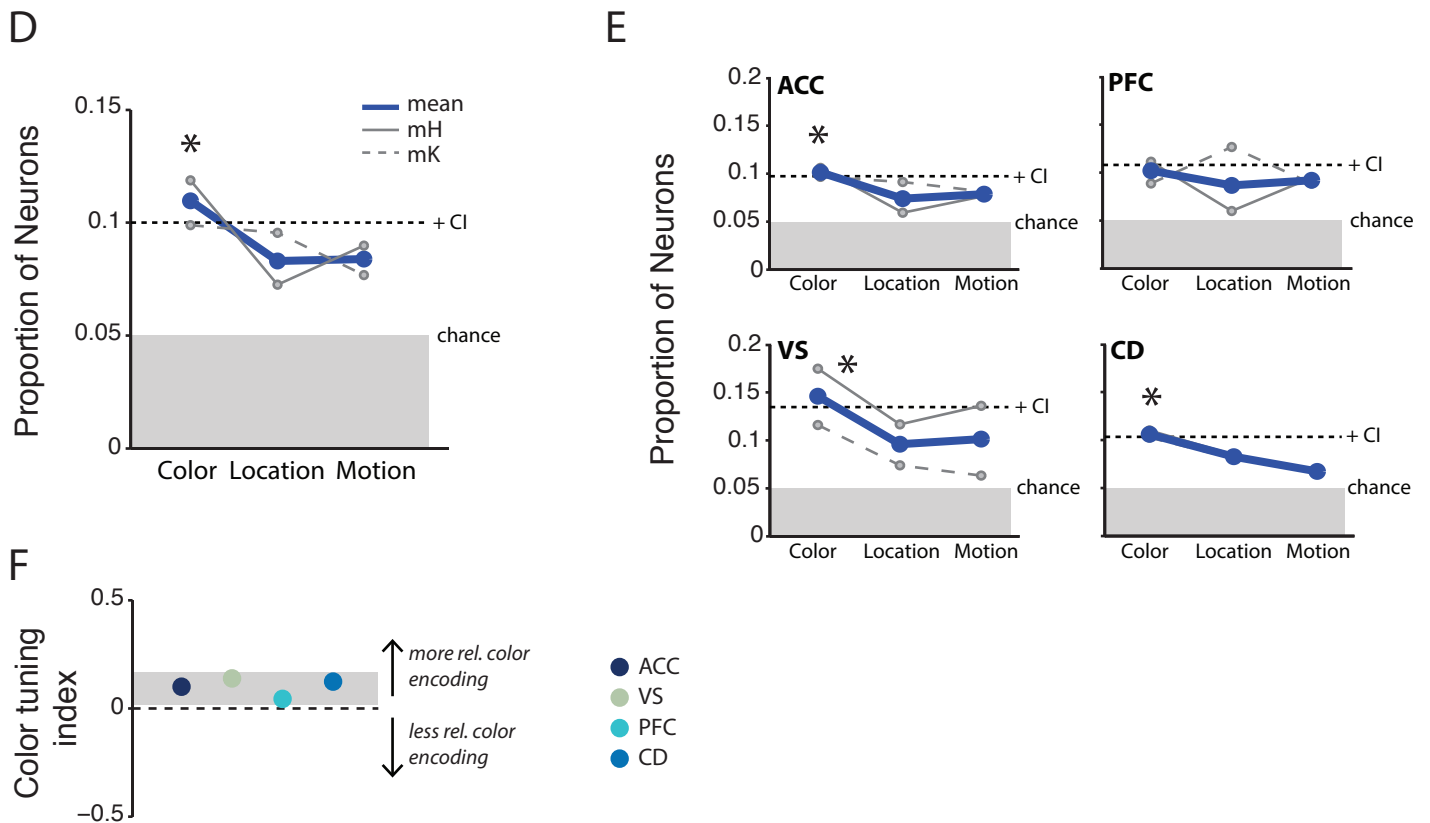 D
Proportion of Neurons
0.15
0.1
0.05
0
*
mean
mH
mK
+ CI
chance
Color Location Motion
E
Proportion of Neurons
ACC
0.2
0.15
0.1
0.05
0
*
+ CI
chance
Color Location Motion
PFC
+ CI
chance
Color Location Motion
VS
0.2
0.15
0.1
0.05
0
*
+ CI
chance
Color Location Motion
CD
*
+ CI
chance
Color Location Motion
F
Color tuning
index
0.5
0
−0.5
more rel. color
encoding
less rel. color
encoding
ACC
VS
PFC
CD